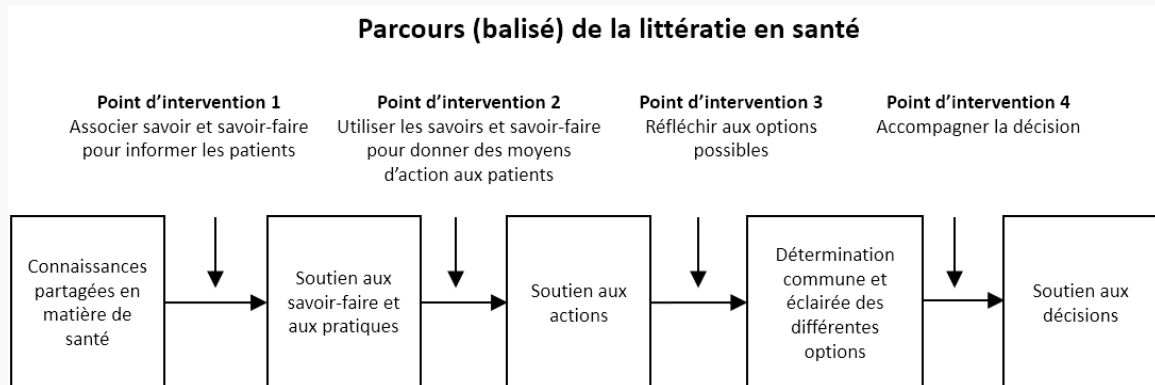 Parcours (balisé) de la littératie en santé
Point d’intervention 1
Associer savoir et savoir-faire
pour informer les patients
Point d’intervention 2
Utiliser les savoirs et savoir-faire
pour donner des moyens
d’action aux patients
Point d’intervention 3
Réfléchir aux options
possibles
Point d’intervention 4
Accompagner la décision
Connaissances
partagées en
matière de
santé
Soutien aux
savoir-faire et
aux pratiques
Soutien aux
actions
Détermination
commune et
éclairée des
différentes
options
Soutien aux
décisions